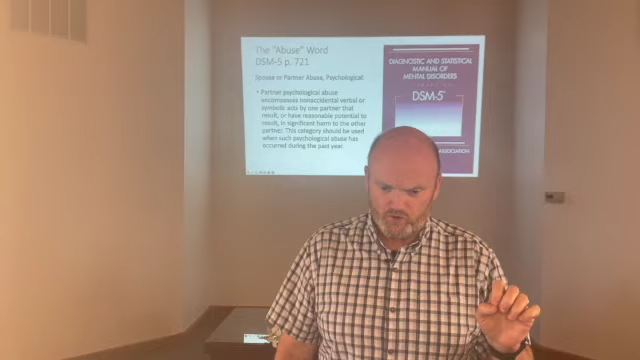 The "Abuse" Word
DSM-5 p. 721
Spouse or Partner Abuse, Psychological:
• Partner psychological abuse
encompasses nonaccidental verbal or
symbolic acts by one partner that
result, or have reasonable potential to
result, in significant harm to the other
partner. This category should be used
when such psychological abuse has
occurred during the past year.
DIAGNOSTIC AND STATISTICAL
MANUAL OF
MENTAL DISORDERS
DSM-5
ASSOCIATION